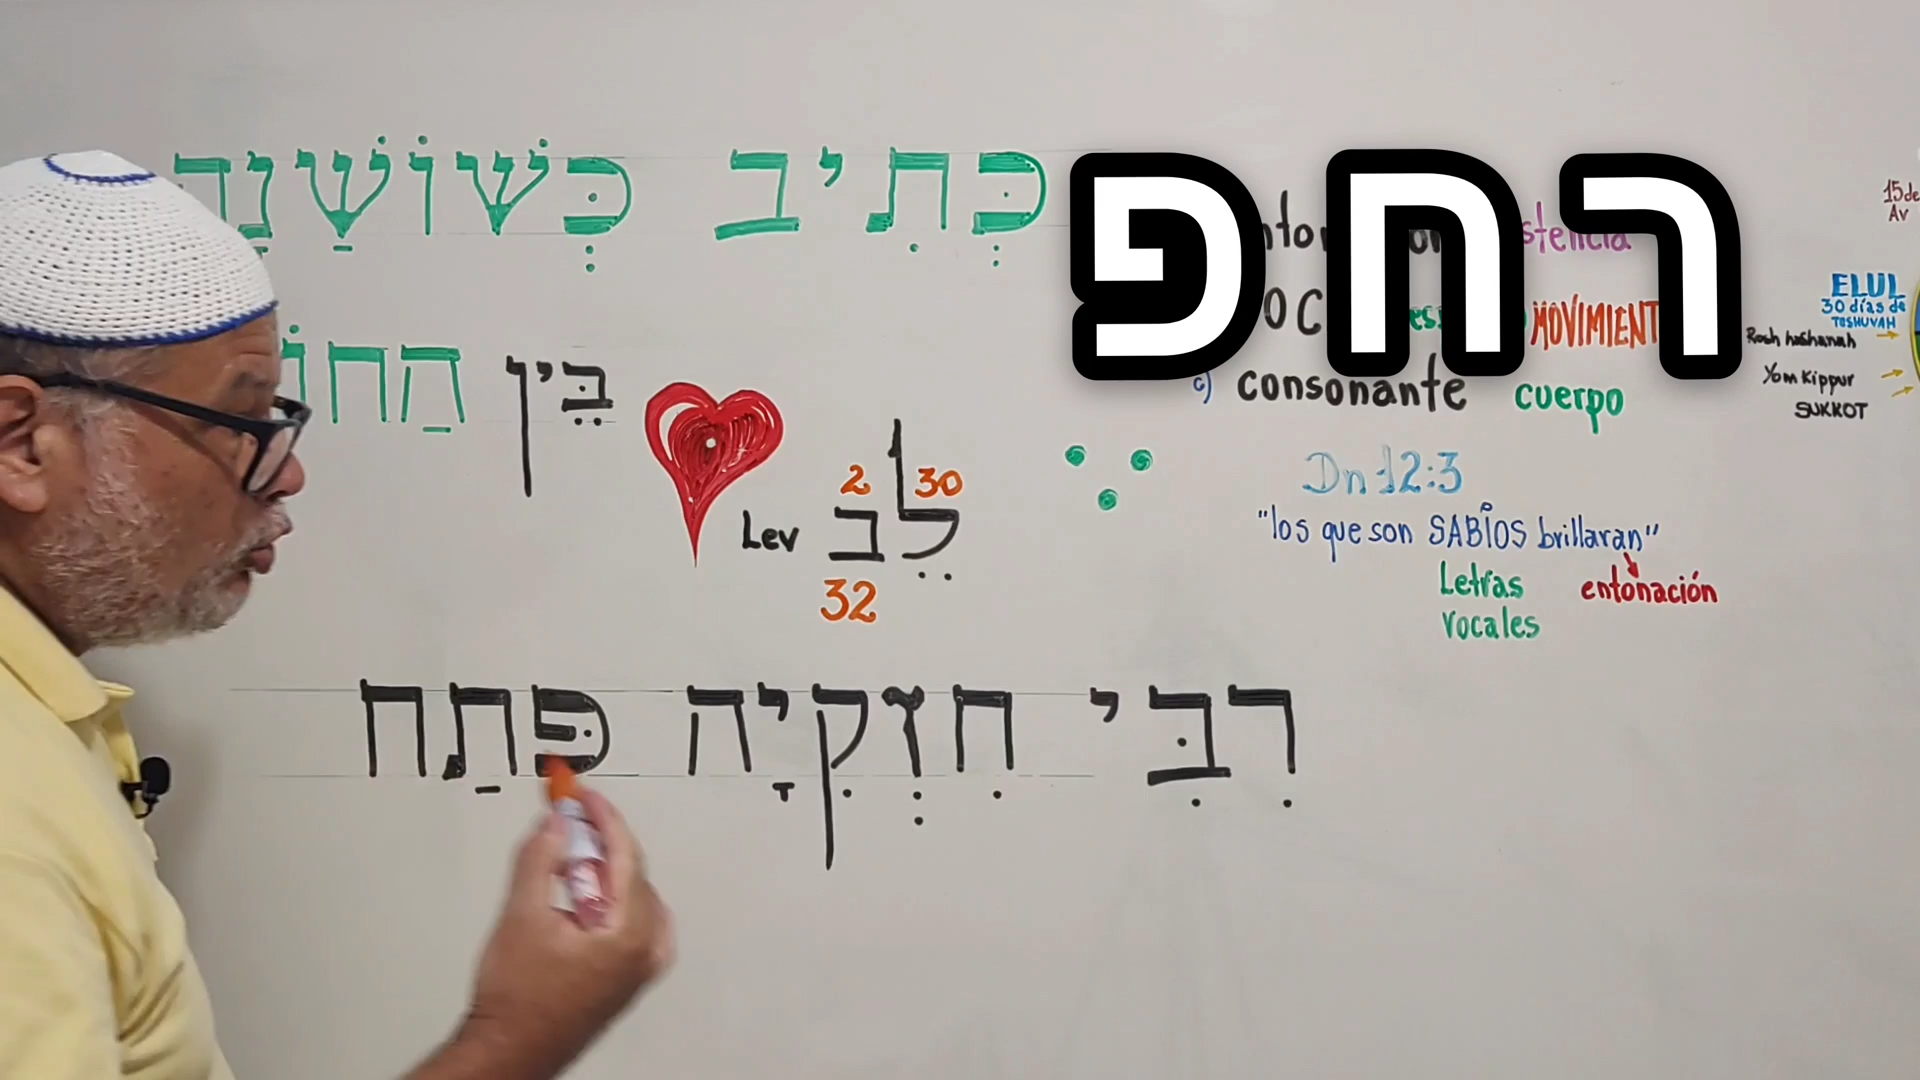 כְּתִיב כְּשׁוֹשַׁנָּה
רחפ
הַחוֹ בֵּין
2 30
Lev לֵב
32
רִבִּי חִזְקִיָּה פָּתַח
MOVIMIENT
c) consonante cuerpo
Dn 12:3
"los que son SABIOS brillaran"
Letras entonación
vocales
15 de
Av
ELUL
30 días de
TESHUVAH
Rosh hashanah
Yom Kippur
SUKKOT